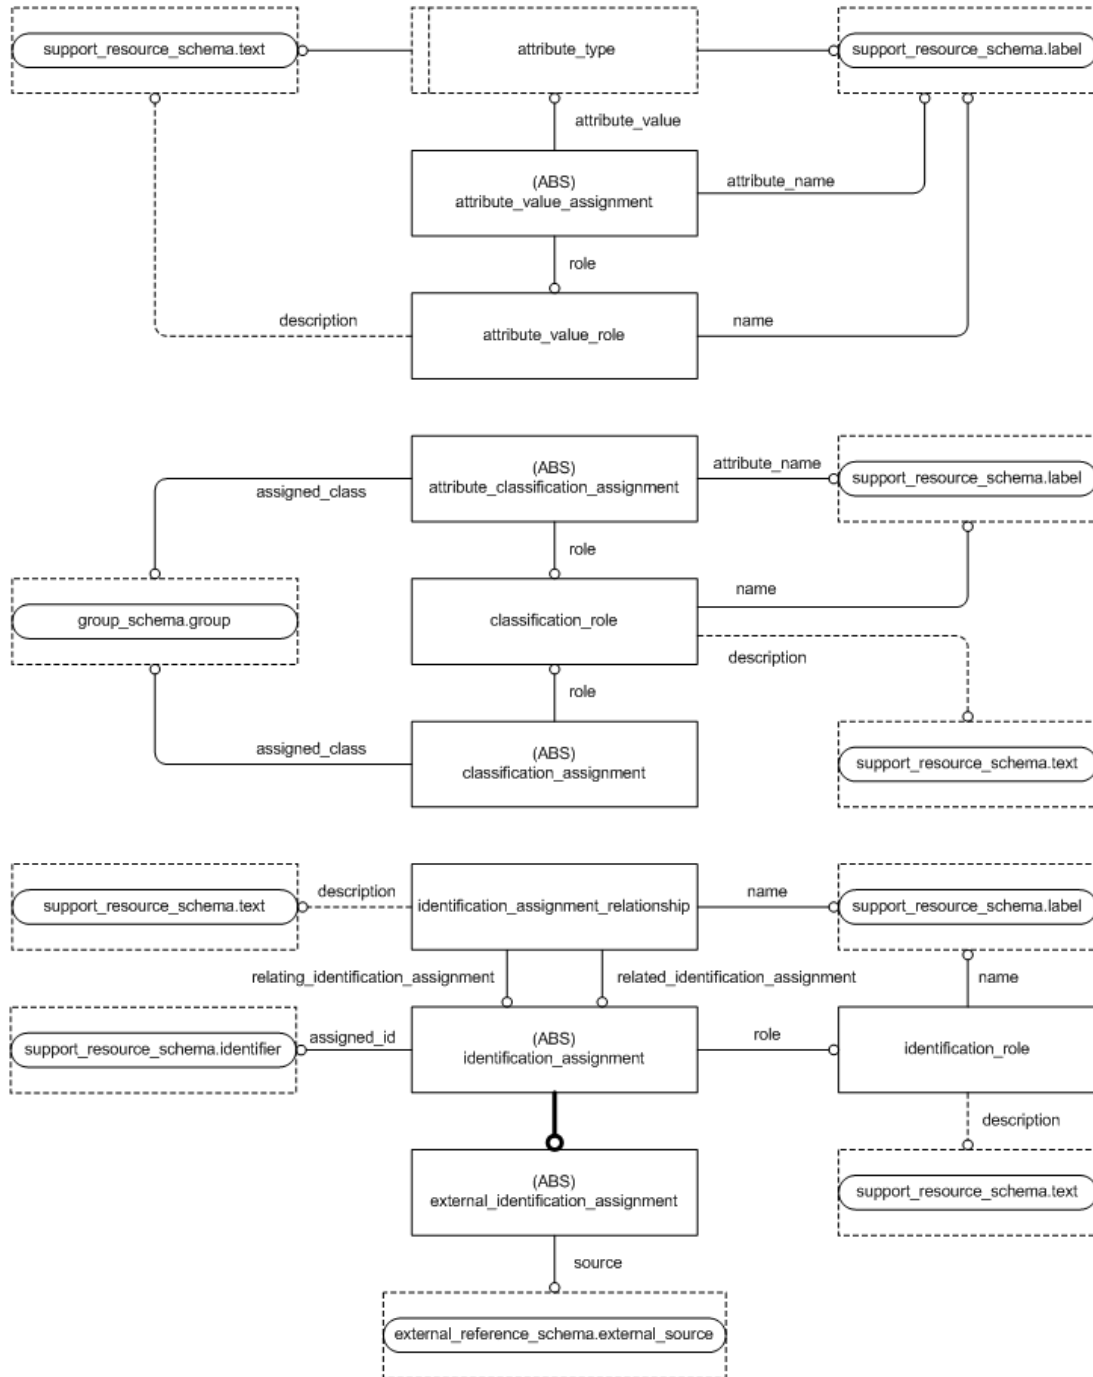 support_resource_schema.text
attribute_type
support_resource_schema.label
attribute_value
(ABS)
attribute_value_assignment
attribute_name
role
description
attribute_value_role
name
(ABS)
attribute_classification_assignment
attribute_name
support_resource_schema.label
assigned_class
role
name
group_schema.group
classification_role
description
role
assigned_class
(ABS)
classification_assignment
support_resource_schema.text
support_resource_schema.text
description
identification_assignment_relationship
name
support_resource_schema.label
relating_identification_assignment
related_identification_assignment
name
support_resource_schema.identifier
assigned_id
(ABS)
identification_assignment
role
identification_role
description
(ABS)
external_identification_assignment
support_resource_schema.text
source
external_reference_schema.external_source